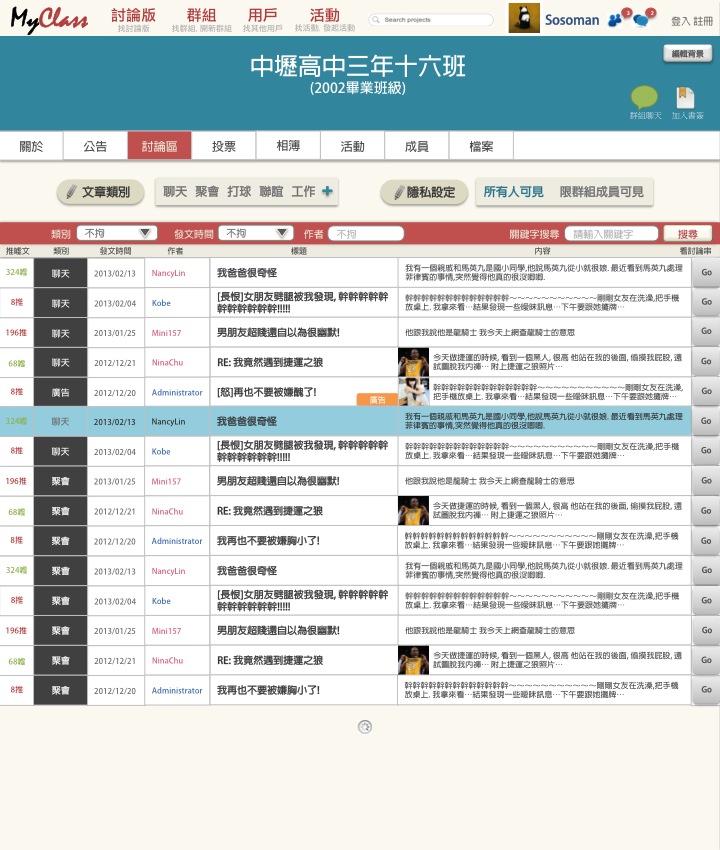 MyClass
討論版 群組 用戶 活動
找討論版 找群組, 開新群組 找其他用戶 找活動, 發起活動
Search projects
Sosoman 3 2 登入 註冊
編輯背景
中壢高中三年十六班
(2002畢業班級)
群組聊天 加入書簽
關於 公告 討論區 投票 相簿 活動 成員 檔案
文章類別 聊天 聚會 打球 聯誼 工作 +
隱私設定 所有人可見 限群組成員可見
類別 不拘 發文時間 不拘 作者 不拘 關鍵字搜尋 請輸入關鍵字 搜尋
推噓文 類別 發文時間 作者 標題 內容 看討論串
324噓 聊天 2013/02/13 NancyLin 我爸爸很奇怪 我有一個親戚和馬英九是國小同學,他說馬英九從小就很娘. 最近看到馬英九處理
菲律賓的事情,突然覺得他真的很沒唧唧. Go
8推 聊天 2013/02/04 Kobe [長恨]女朋友劈腿被我發現, 幹幹幹幹幹
幹幹幹幹幹幹!!!!! 幹幹幹幹幹幹幹幹幹幹幹幹幹～～～～～～～～～～～剛剛女友在洗澡,把手機
放桌上. 我拿來看…結果發現一些曖昧訊息…下午要跟她攤牌… Go
196推 聊天 2013/01/25 Mini157 男朋友超賤還自以為很幽默! 他跟我說他是龍騎士 我今天上網查龍騎士的意思 Go
68噓 聊天 2012/12/21 NinaChu RE: 我竟然遇到捷運之狼 今天做捷運的時候, 看到一個黑人, 很高 他站在我的後面, 偷摸我屁股, 還
試圖脫我內褲… 附上捷運之狼照片… Go
8推 廣告 2012/12/20 Administrator [怒]再也不要被嫌醜了! 幹幹幹幹幹幹幹幹幹幹幹幹幹～～～～～～～～～～～剛剛女友在洗澡,
把手機放桌上. 我拿來看…結果發現一些曖昧訊息…下午要跟她攤牌… Go
廣告
324噓 聊天 2013/02/13 NancyLin 我爸爸很奇怪 我有一個親戚和馬英九是國小同學,他說馬英九從小就很娘. 最近看到馬英九處理
菲律賓的事情,突然覺得他真的很沒唧唧. Go
8推 聊天 2013/02/04 Kobe [長恨]女朋友劈腿被我發現, 幹幹幹幹幹
幹幹幹幹幹幹!!!!! 幹幹幹幹幹幹幹幹幹幹幹幹幹～～～～～～～～～～～剛剛女友在洗澡,把手機
放桌上. 我拿來看…結果發現一些曖昧訊息…下午要跟她攤牌… Go
196推 聚會 2013/01/25 Mini157 男朋友超賤還自以為很幽默! 他跟我說他是龍騎士 我今天上網查龍騎士的意思 Go
68噓 聚會 2012/12/21 NinaChu RE: 我竟然遇到捷運之狼 今天做捷運的時候, 看到一個黑人, 很高 他站在我的後面, 偷摸我屁股, 還
試圖脫我內褲… 附上捷運之狼照片… Go
8推 聚會 2012/12/20 Administrator 我再也不要被嫌胸小了! 幹幹幹幹幹幹幹幹幹幹幹幹幹～～～～～～～～～～～剛剛女友在洗澡,把手機
放桌上. 我拿來看…結果發現一些曖昧訊息…下午要跟她攤牌… Go
324噓 聚會 2013/02/13 NancyLin 我爸爸很奇怪 我有一個親戚和馬英九是國小同學,他說馬英九從小就很娘. 最近看到馬英九處理
菲律賓的事情,突然覺得他真的很沒唧唧. Go
8推 聚會 2013/02/04 Kobe [長恨]女朋友劈腿被我發現, 幹幹幹幹幹
幹幹幹幹幹幹!!!!! 幹幹幹幹幹幹幹幹幹幹幹幹幹～～～～～～～～～～～剛剛女友在洗澡,把手機
放桌上. 我拿來看…結果發現一些曖昧訊息…下午要跟她攤牌… Go
196推 聚會 2013/01/25 Mini157 男朋友超賤還自以為很幽默! 他跟我說他是龍騎士 我今天上網查龍騎士的意思 Go
68噓 聚會 2012/12/21 NinaChu RE: 我竟然遇到捷運之狼 今天做捷運的時候, 看到一個黑人, 很高 他站在我的後面, 偷摸我屁股, 還
試圖脫我內褲… 附上捷運之狼照片… Go
8推 聚會 2012/12/20 Administrator 我再也不要被嫌胸小了! 幹幹幹幹幹幹幹幹幹幹幹幹幹～～～～～～～～～～～剛剛女友在洗澡,把手機
放桌上. 我拿來看…結果發現一些曖昧訊息…下午要跟她攤牌… Go